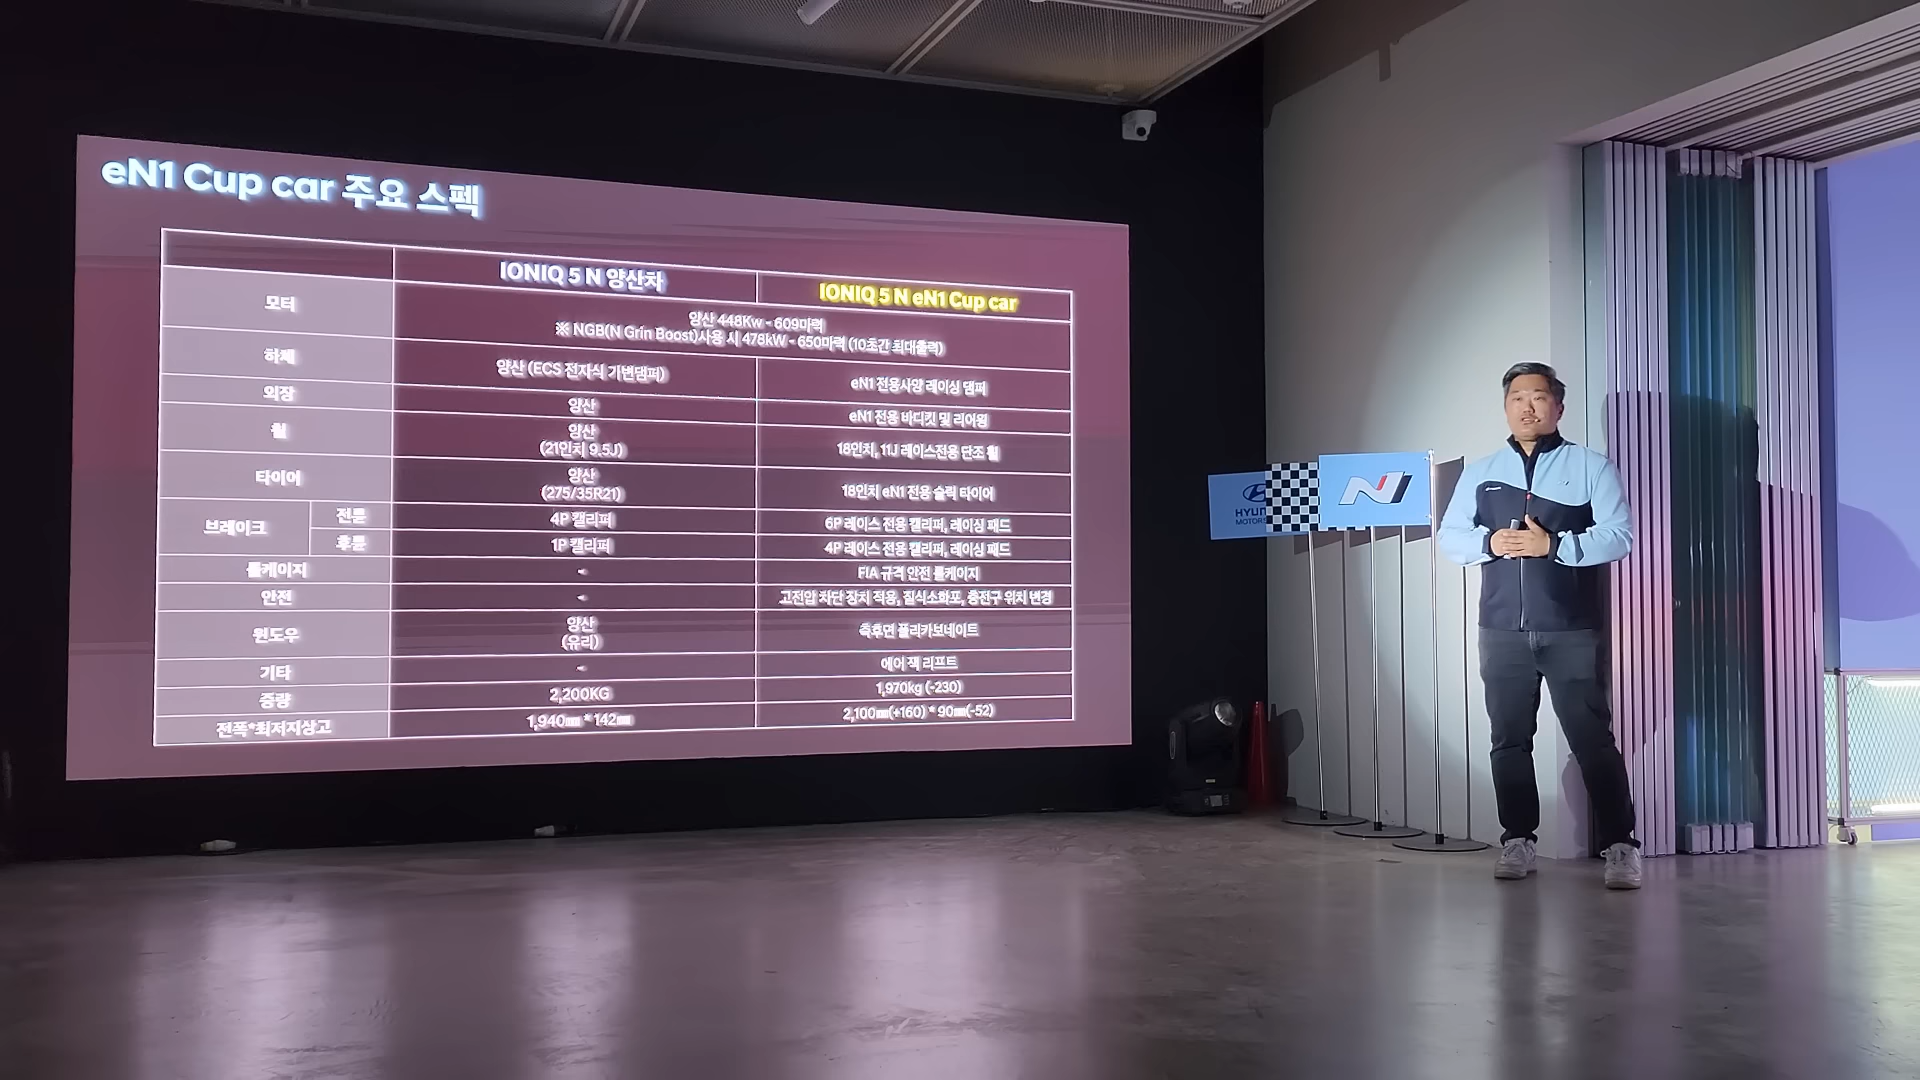 eN1 Cup car 주요 스펙
IONIQ 5 N 양산차
IONIQ 5 N eN1 Cup car
모터
양산 448Kw - 609마력
※ NGB(N Grin Boost)사용 시 478kW - 650마력 (10초간 최대출력)
하체
양산 (ECS 전자식 가변댐퍼)
eN1 전용사양 레이싱 댐퍼
외장
양산
eN1 전용 바디킷 및 리어윙
휠
양산
(21인치 9.5J)
18인치, 11J 레이스전용 단조 휠
타이어
양산
(275/35R21)
18인치 eN1 전용 슬릭 타이어
브레이크
전륜
4P 캘리퍼
6P 레이스 전용 캘리퍼, 레이싱 패드
후륜
1P 캘리퍼
4P 레이스 전용 캘리퍼, 레이싱 패드
롤케이지
-
FIA 규격 안전 롤케이지
안전
-
고전압 차단 장치 적용, 질식소화포, 충전구 위치 변경
윈도우
양산
(유리)
측후면 폴리카보네이트
기타
-
에어 잭 리프트
중량
2,200KG
1,970kg (-230)
전폭*최저지상고
1,940㎜ * 142㎜
2,100㎜(+160) * 90㎜(-52)
N